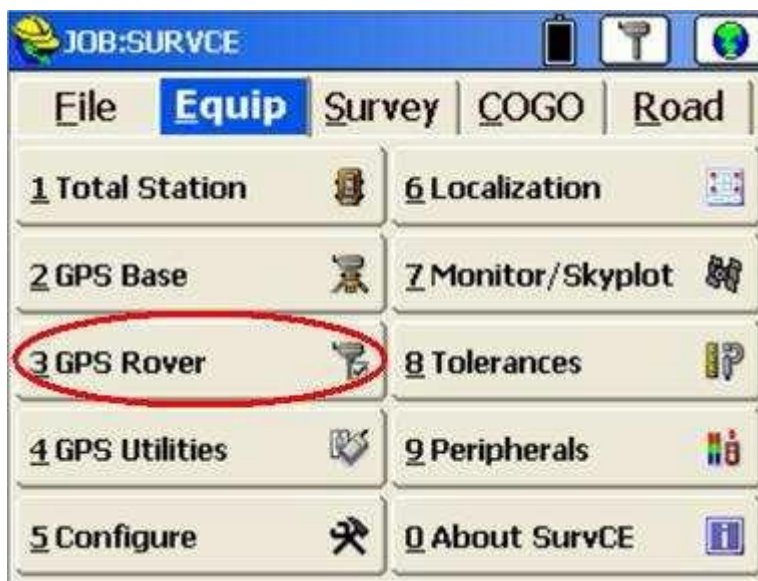 JOB:SURVCE
File Equip Survey COGO Road
1 Total Station
6 Localization
2 GPS Base
7 Monitor/Skyplot
3 GPS Rover
8 Tolerances
4 GPS Utilities
9 Peripherals
5 Configure
0 About SurvCE